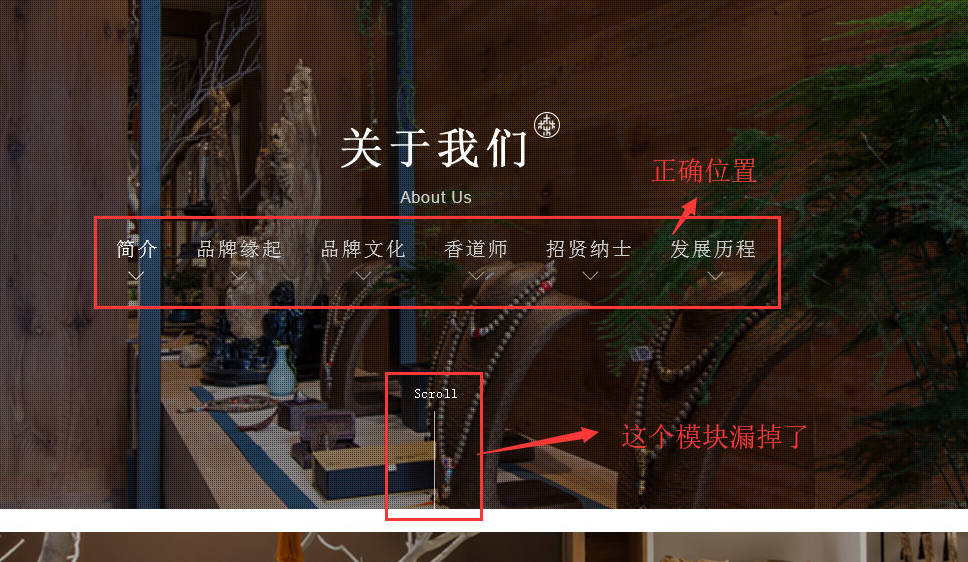 关于我们
About Us
正确位置
简介 品牌缘起 品牌文化 香道师 招贤纳士 发展历程
Scroll
这个模块漏掉了